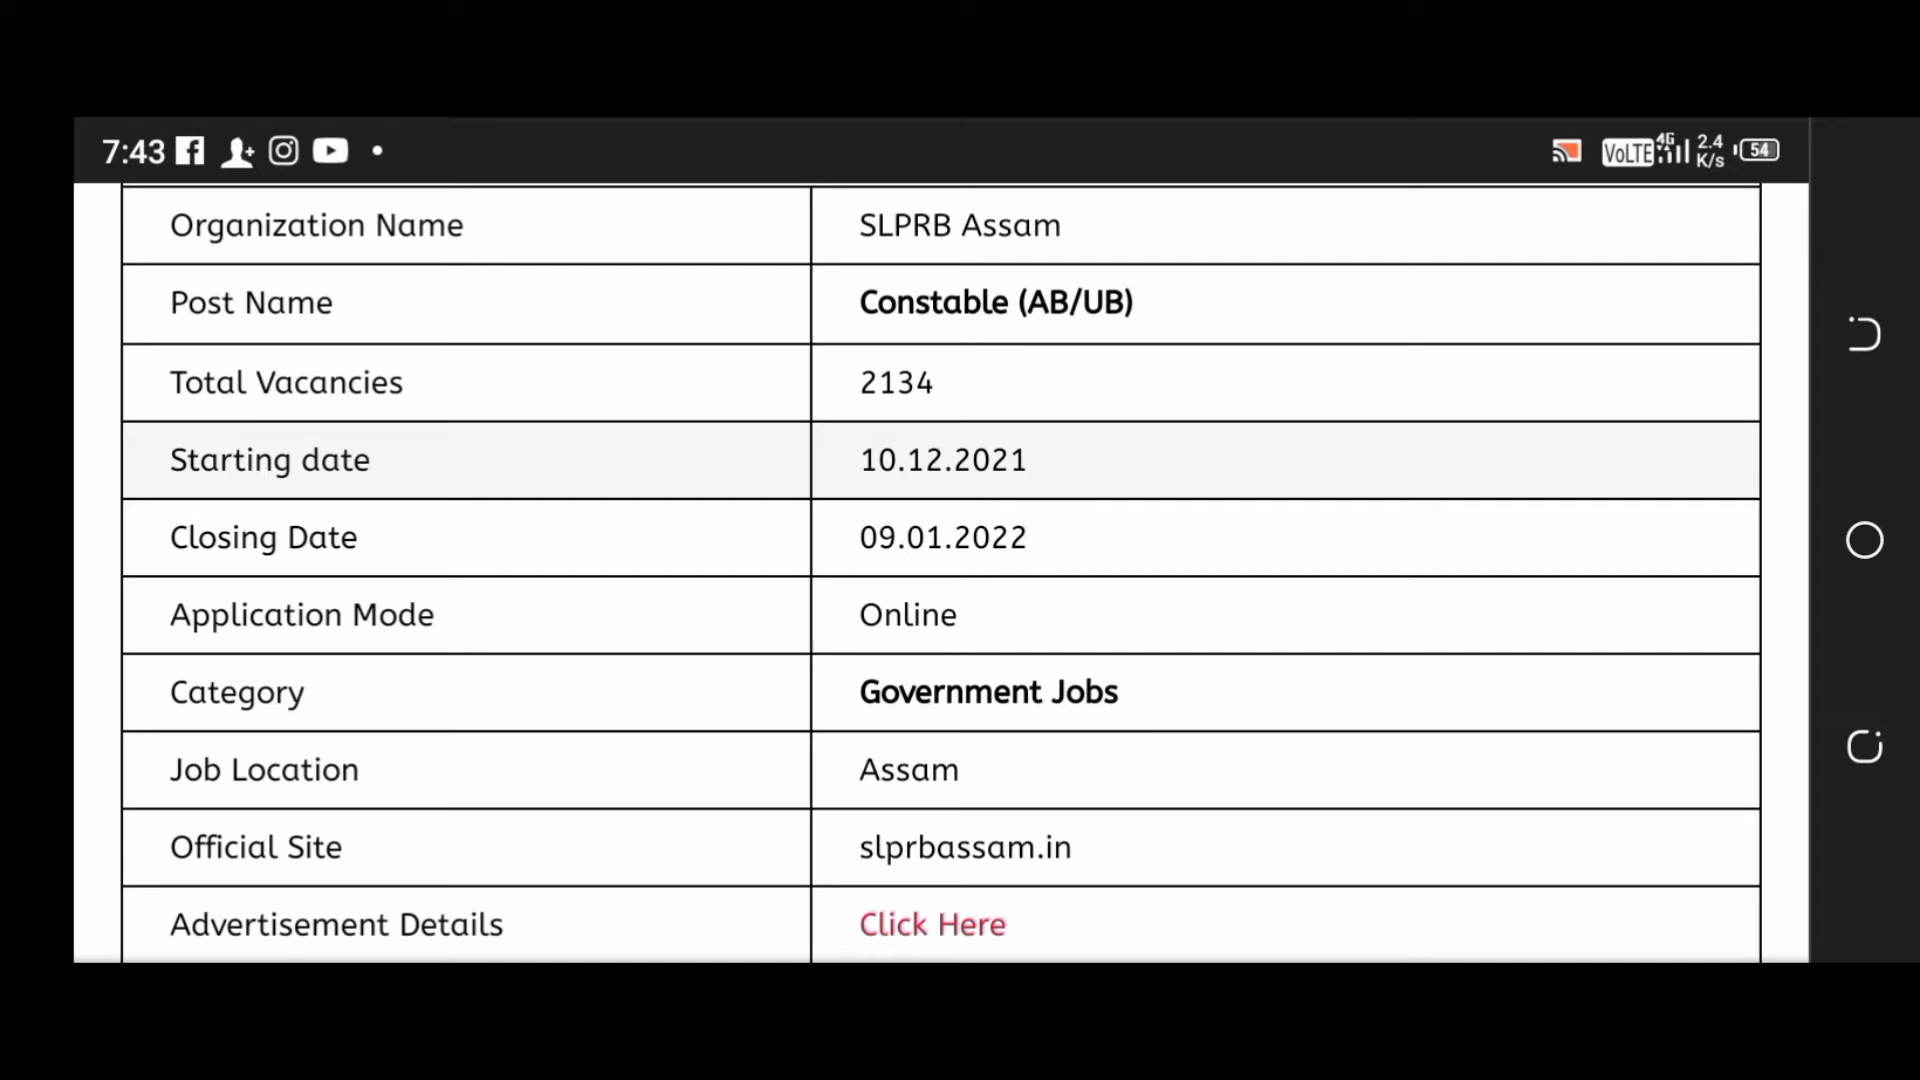 7:43 VoLTE 4G 2.4 K/s 54
Organization Name SLPRB Assam
Post Name Constable (AB/UB)
Total Vacancies 2134
Starting date 10.12.2021
Closing Date 09.01.2022
Application Mode Online
Category Government Jobs
Job Location Assam
Official Site slprbassam.in
Advertisement Details Click Here